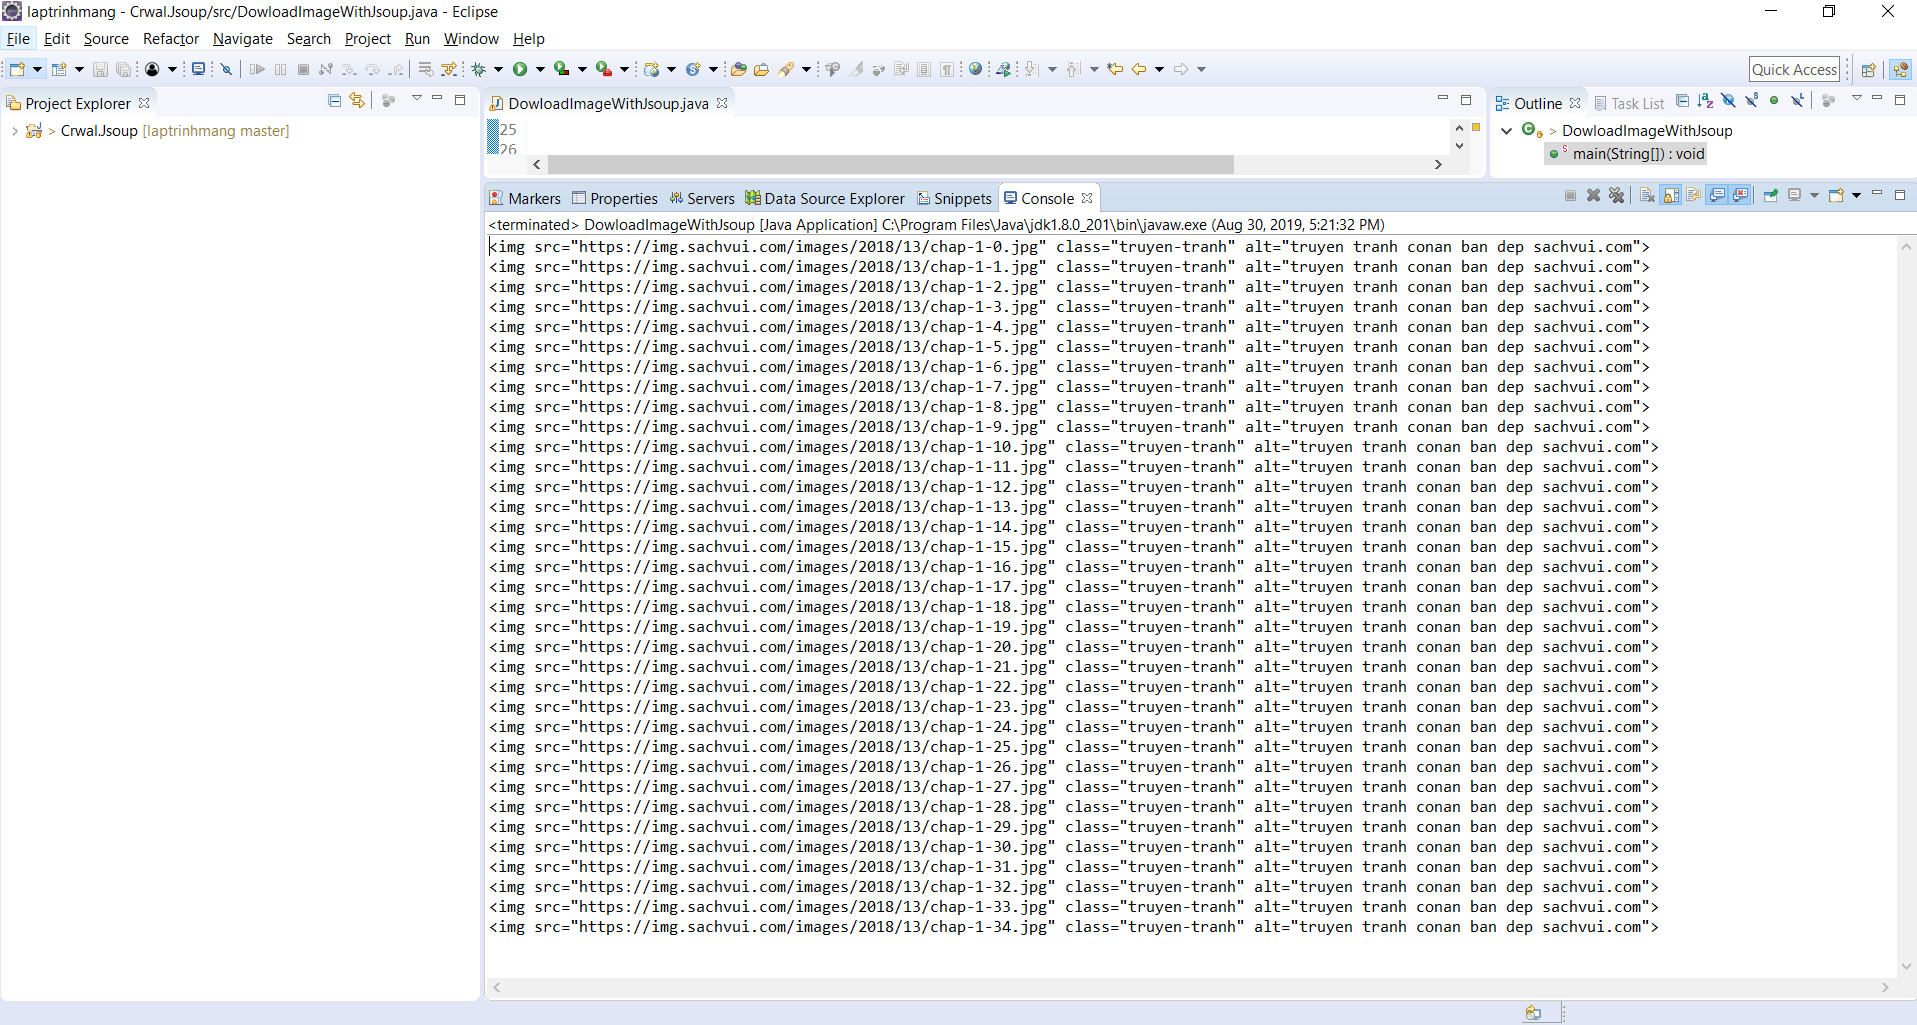 laptrinhmang - Crwal.Jsoup/src/DowloadImageWithJsoup.java - Eclipse
File Edit Source Refactor Navigate Search Project Run Window Help
Quick Access
Project Explorer
> Crwal.Jsoup [laptrinhmang master]
DowloadImageWithJsoup.java
25
26
Outline Task List
> DowloadImageWithJsoup
main(String[]) : void
Markers Properties Servers Data Source Explorer Snippets Console
<terminated> DowloadImageWithJsoup [Java Application] C:\Program Files\Java\jdk1.8.0_201\bin\javaw.exe (Aug 30, 2019, 5:21:32 PM)
<img src="https://img.sachvui.com/images/2018/13/chap-1-0.jpg" class="truyen-tranh" alt="truyen tranh conan ban dep sachvui.com">
<img src="https://img.sachvui.com/images/2018/13/chap-1-1.jpg" class="truyen-tranh" alt="truyen tranh conan ban dep sachvui.com">
<img src="https://img.sachvui.com/images/2018/13/chap-1-2.jpg" class="truyen-tranh" alt="truyen tranh conan ban dep sachvui.com">
<img src="https://img.sachvui.com/images/2018/13/chap-1-3.jpg" class="truyen-tranh" alt="truyen tranh conan ban dep sachvui.com">
<img src="https://img.sachvui.com/images/2018/13/chap-1-4.jpg" class="truyen-tranh" alt="truyen tranh conan ban dep sachvui.com">
<img src="https://img.sachvui.com/images/2018/13/chap-1-5.jpg" class="truyen-tranh" alt="truyen tranh conan ban dep sachvui.com">
<img src="https://img.sachvui.com/images/2018/13/chap-1-6.jpg" class="truyen-tranh" alt="truyen tranh conan ban dep sachvui.com">
<img src="https://img.sachvui.com/images/2018/13/chap-1-7.jpg" class="truyen-tranh" alt="truyen tranh conan ban dep sachvui.com">
<img src="https://img.sachvui.com/images/2018/13/chap-1-8.jpg" class="truyen-tranh" alt="truyen tranh conan ban dep sachvui.com">
<img src="https://img.sachvui.com/images/2018/13/chap-1-9.jpg" class="truyen-tranh" alt="truyen tranh conan ban dep sachvui.com">
<img src="https://img.sachvui.com/images/2018/13/chap-1-10.jpg" class="truyen-tranh" alt="truyen tranh conan ban dep sachvui.com">
<img src="https://img.sachvui.com/images/2018/13/chap-1-11.jpg" class="truyen-tranh" alt="truyen tranh conan ban dep sachvui.com">
<img src="https://img.sachvui.com/images/2018/13/chap-1-12.jpg" class="truyen-tranh" alt="truyen tranh conan ban dep sachvui.com">
<img src="https://img.sachvui.com/images/2018/13/chap-1-13.jpg" class="truyen-tranh" alt="truyen tranh conan ban dep sachvui.com">
<img src="https://img.sachvui.com/images/2018/13/chap-1-14.jpg" class="truyen-tranh" alt="truyen tranh conan ban dep sachvui.com">
<img src="https://img.sachvui.com/images/2018/13/chap-1-15.jpg" class="truyen-tranh" alt="truyen tranh conan ban dep sachvui.com">
<img src="https://img.sachvui.com/images/2018/13/chap-1-16.jpg" class="truyen-tranh" alt="truyen tranh conan ban dep sachvui.com">
<img src="https://img.sachvui.com/images/2018/13/chap-1-17.jpg" class="truyen-tranh" alt="truyen tranh conan ban dep sachvui.com">
<img src="https://img.sachvui.com/images/2018/13/chap-1-18.jpg" class="truyen-tranh" alt="truyen tranh conan ban dep sachvui.com">
<img src="https://img.sachvui.com/images/2018/13/chap-1-19.jpg" class="truyen-tranh" alt="truyen tranh conan ban dep sachvui.com">
<img src="https://img.sachvui.com/images/2018/13/chap-1-20.jpg" class="truyen-tranh" alt="truyen tranh conan ban dep sachvui.com">
<img src="https://img.sachvui.com/images/2018/13/chap-1-21.jpg" class="truyen-tranh" alt="truyen tranh conan ban dep sachvui.com">
<img src="https://img.sachvui.com/images/2018/13/chap-1-22.jpg" class="truyen-tranh" alt="truyen tranh conan ban dep sachvui.com">
<img src="https://img.sachvui.com/images/2018/13/chap-1-23.jpg" class="truyen-tranh" alt="truyen tranh conan ban dep sachvui.com">
<img src="https://img.sachvui.com/images/2018/13/chap-1-24.jpg" class="truyen-tranh" alt="truyen tranh conan ban dep sachvui.com">
<img src="https://img.sachvui.com/images/2018/13/chap-1-25.jpg" class="truyen-tranh" alt="truyen tranh conan ban dep sachvui.com">
<img src="https://img.sachvui.com/images/2018/13/chap-1-26.jpg" class="truyen-tranh" alt="truyen tranh conan ban dep sachvui.com">
<img src="https://img.sachvui.com/images/2018/13/chap-1-27.jpg" class="truyen-tranh" alt="truyen tranh conan ban dep sachvui.com">
<img src="https://img.sachvui.com/images/2018/13/chap-1-28.jpg" class="truyen-tranh" alt="truyen tranh conan ban dep sachvui.com">
<img src="https://img.sachvui.com/images/2018/13/chap-1-29.jpg" class="truyen-tranh" alt="truyen tranh conan ban dep sachvui.com">
<img src="https://img.sachvui.com/images/2018/13/chap-1-30.jpg" class="truyen-tranh" alt="truyen tranh conan ban dep sachvui.com">
<img src="https://img.sachvui.com/images/2018/13/chap-1-31.jpg" class="truyen-tranh" alt="truyen tranh conan ban dep sachvui.com">
<img src="https://img.sachvui.com/images/2018/13/chap-1-32.jpg" class="truyen-tranh" alt="truyen tranh conan ban dep sachvui.com">
<img src="https://img.sachvui.com/images/2018/13/chap-1-33.jpg" class="truyen-tranh" alt="truyen tranh conan ban dep sachvui.com">
<img src="https://img.sachvui.com/images/2018/13/chap-1-34.jpg" class="truyen-tranh" alt="truyen tranh conan ban dep sachvui.com">